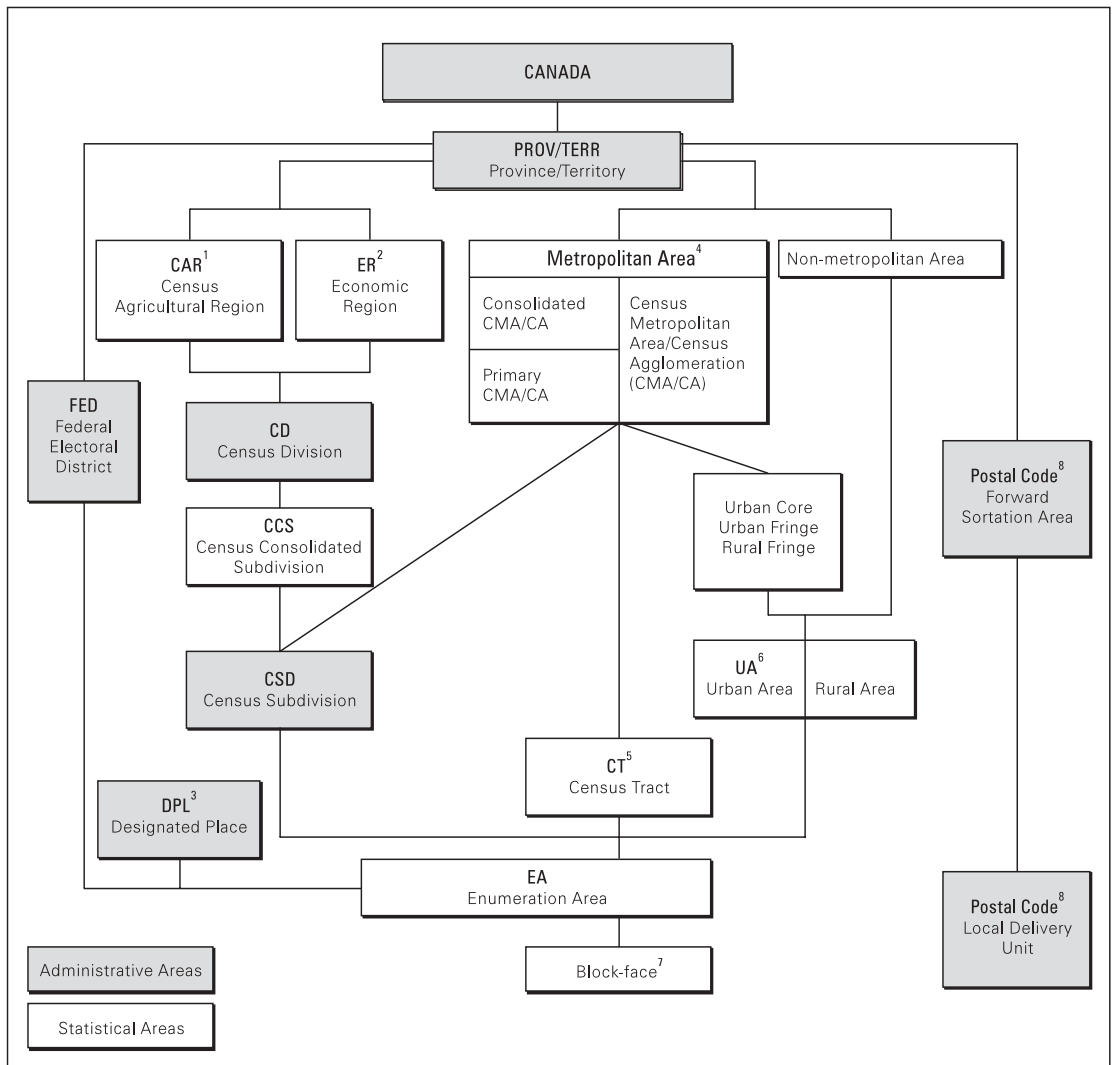 CANADA
PROV/TERR
Province/Territory
CAR1
Census
Agricultural Region
ER2
Economic
Region
Metropolitan Area4
Consolidated
CMA/CA
Primary
CMA/CA
Census
Metropolitan
Area/Census
Agglomeration
(CMA/CA)
Non-metropolitan Area
FED
Federal
Electoral
District
CD
Census Division
CCS
Census Consolidated
Subdivision
Urban Core
Urban Fringe
Rural Fringe
Postal Code8
Forward
Sortation Area
CSD
Census Subdivision
UA6
Urban Area
Rural Area
CT5
Census Tract
DPL3
Designated Place
EA
Enumeration Area
Postal Code8
Local Delivery
Unit
Block-face7
Administrative Areas
Statistical Areas